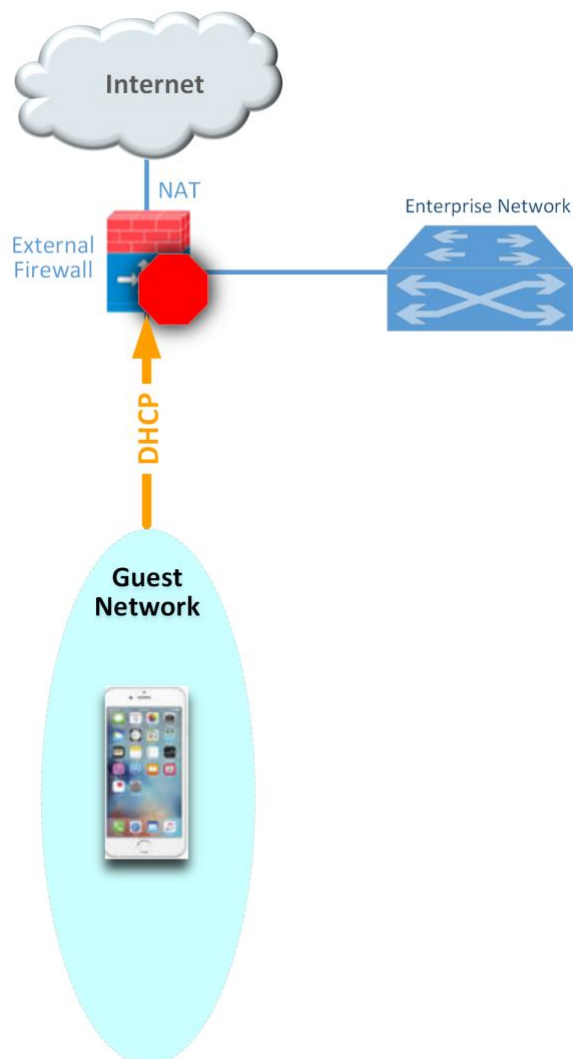 Internet
NAT
Enterprise Network
External
Firewall
DHCP
Guest
Network